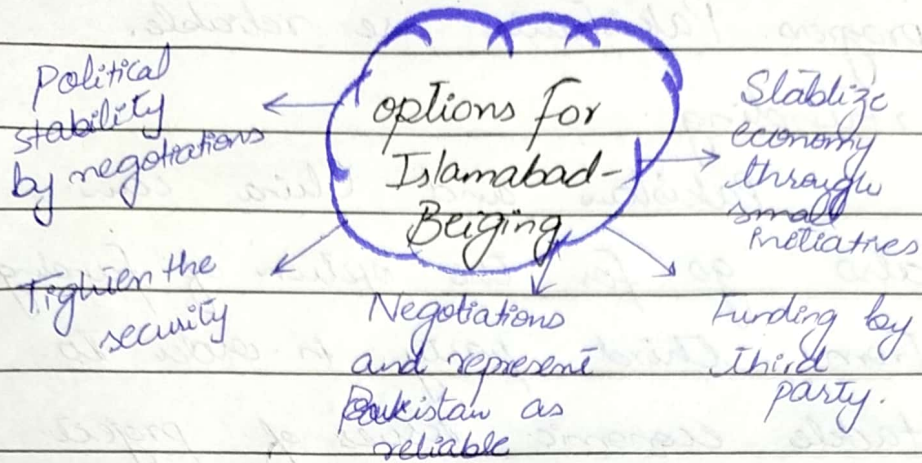 options for
Islamabad-
Beiging
Political
stability
by negotiations
Stablize
economy
through
small
initiatives
Tighten the
security
Negotiations
and represent
Pakistan as
reliable
Funding by
third
party.